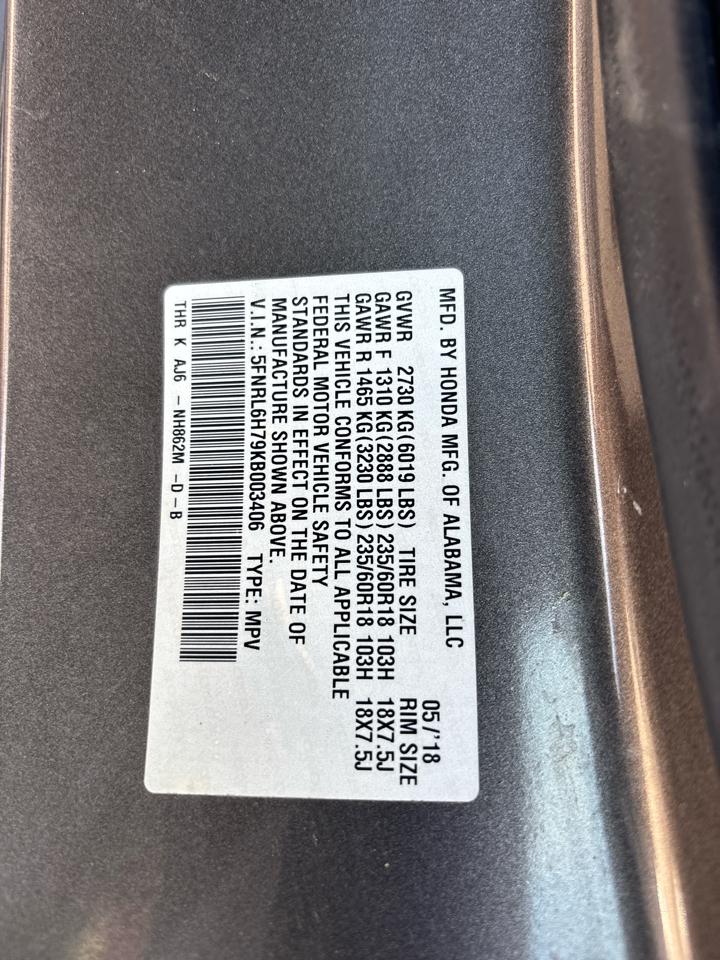 MFD. BY HONDA MFG. OF ALABAMA, LLC
05/'18
GVWR 2730 KG(6019 LBS) TIRE SIZE RIM SIZE
GAWR F 1310 KG(2888 LBS) 235/60R18 103H 18X7.5J
GAWR R 1465 KG(3230 LBS) 235/60R18 103H 18X7.5J
THIS VEHICLE CONFORMS TO ALL APPLICABLE
FEDERAL MOTOR VEHICLE SAFETY
STANDARDS IN EFFECT ON THE DATE OF
MANUFACTURE SHOWN ABOVE.
V.I.N.: 5FNRL6H79KB003406 TYPE: MPV
THR K AJ6 - NH862M - D - B